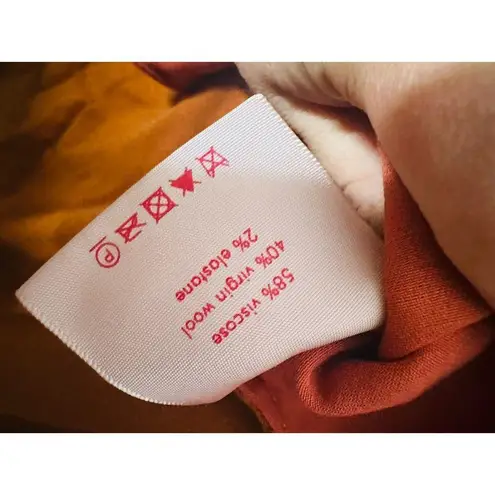 58% viscose
40% virgin wool
2% elastane
P